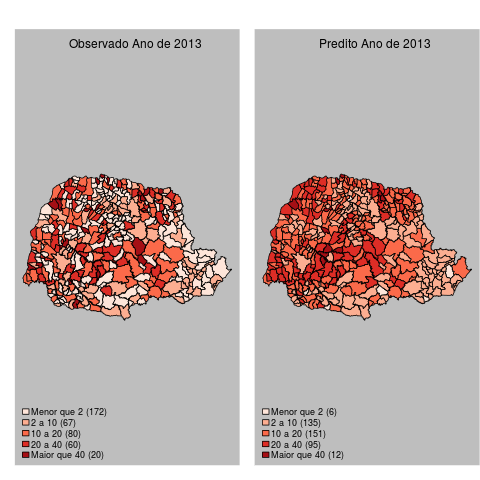 Observado Ano de 2013
Menor que 2 (172)
2 a 10 (67)
10 a 20 (80)
20 a 40 (60)
Maior que 40 (20)
Predito Ano de 2013
Menor que 2 (6)
2 a 10 (135)
10 a 20 (151)
20 a 40 (95)
Maior que 40 (12)